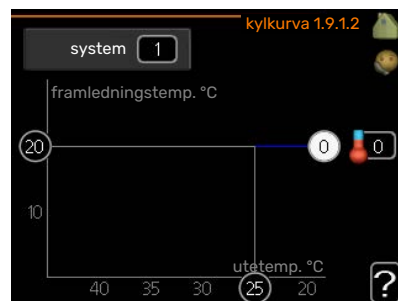 kylkurva 1.9.1.2
system 1
framledningstemp. °C
20
0
0
10
utetemp. °C
40 35 30 25 20
?